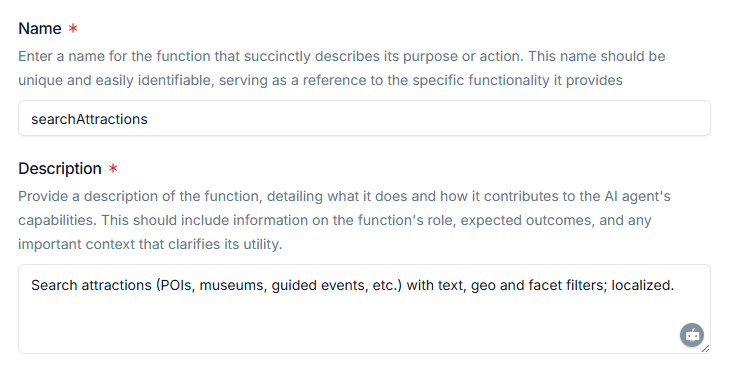 Name *
Enter a name for the function that succinctly describes its purpose or action. This name should be
unique and easily identifiable, serving as a reference to the specific functionality it provides
searchAttractions
Description *
Provide a description of the function, detailing what it does and how it contributes to the AI agent's
capabilities. This should include information on the function's role, expected outcomes, and any
important context that clarifies its utility.
Search attractions (POIs, museums, guided events, etc.) with text, geo and facet filters; localized.